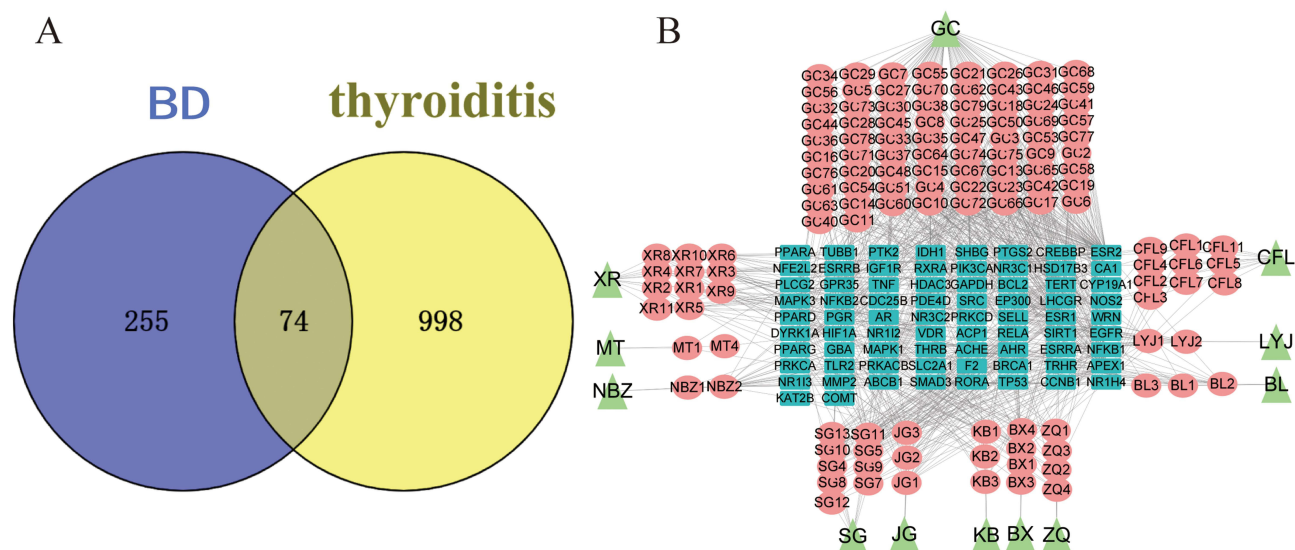 A
BD
thyroiditis
255 74 998
B
GC
GC34 GC29 GC7 GC55 GC21 GC26 GC31 GC68
GC56 GC5 GC27 GC70 GC62 GC43 GC46 GC59
GC32 GC73 GC30 GC38 GC79 GC18 GC24 GC41
GC44 GC28 GC45 GC8 GC25 GC50 GC69 GC57
GC36 GC78 GC33 GC35 GC47 GC3 GC53 GC77
GC16 GC71 GC37 GC64 GC74 GC75 GC9 GC2
GC76 GC20 GC48 GC15 GC67 GC13 GC65 GC58
GC61 GC54 GC51 GC4 GC22 GC23 GC42 GC19
GC63 GC14 GC60 GC10 GC72 GC66 GC17 GC6
GC40 GC11
XR
XR8 XR10 XR6
XR4 XR7 XR3
XR2 XR1 XR9
XR11 XR5
MT
MT1 MT4
NBZ
NBZ1 NBZ2
PPARA TUBB1 PTK2 IDH1 SHBG PTGS2 CREBBP ESR2
NFE2L2 ESRRB IGF1R RXRA PIK3CA NR3C1 HSD17B3 CA1
PLCG2 GPR35 TNF HDAC3 GAPDH BCL2 TERT CYP19A1
MAPK3 NFKB2 CDC25B PDE4D SRC EP300 LHCGR NOS2
PPARD PGR AR NR3C2 PRKCD SELL ESR1 WRN
DYRK1A HIF1A NR1I2 VDR ACP1 RELA SIRT1 EGFR
PPARG GBA MAPK1 THRB ACHE AHR ESRRA NFKB1
PRKCA TLR2 PRKACB SLC2A1 F2 BRCA1 TRHR APEX1
NR1I3 MMP2 ABCB1 SMAD3 RORA TP53 CCNB1 NR1H4
KAT2B COMT
CFL9 CFL1 CFL11
CFL4 CFL6 CFL5
CFL2 CFL7 CFL8
CFL3
CFL
LYJ1 LYJ2
LYJ
BL3 BL1 BL2
BL
SG13 SG11
SG10 SG5
SG4 SG9
SG8 SG7
SG12
SG
JG3
JG2
JG1
JG
KB1
KB2
KB3
KB
BX4
BX2
BX1
BX3
BX
ZQ1
ZQ3
ZQ2
ZQ4
ZQ